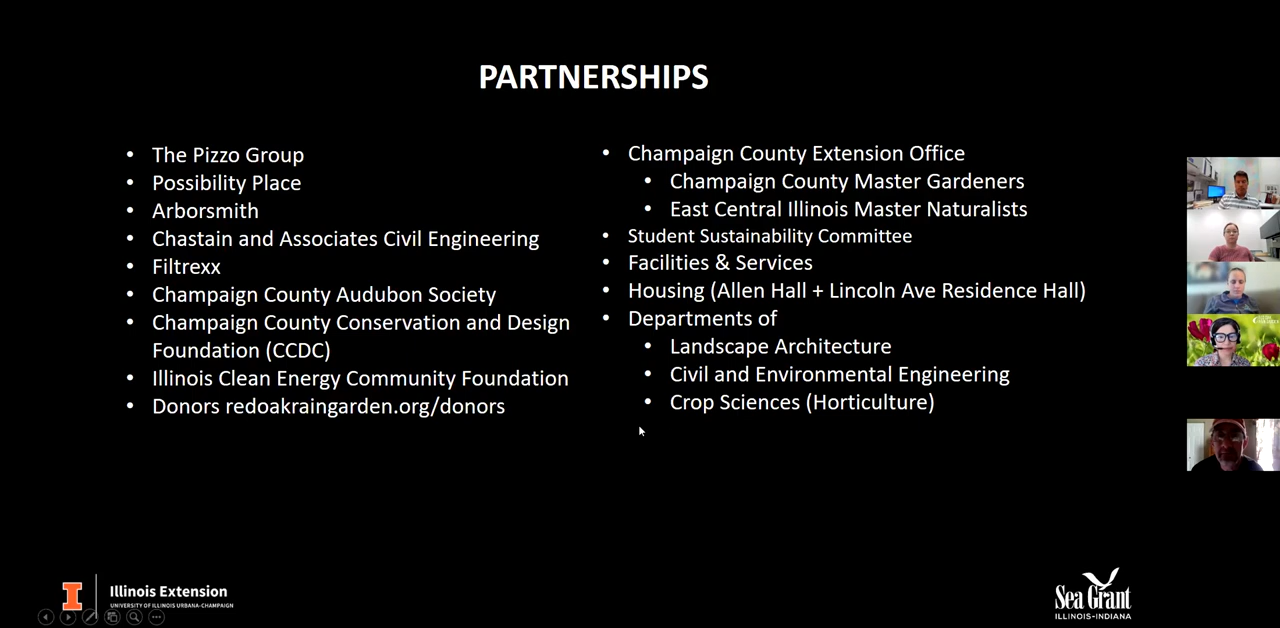 PARTNERSHIPS
• The Pizzo Group
• Possibility Place
• Arborsmith
• Chastain and Associates Civil Engineering
• Filtrexx
• Champaign County Audubon Society
• Champaign County Conservation and Design
Foundation (CCDC)
• Illinois Clean Energy Community Foundation
• Donors redoakraingarden.org/donors
• Champaign County Extension Office
• Champaign County Master Gardeners
• East Central Illinois Master Naturalists
• Student Sustainability Committee
• Facilities & Services
• Housing (Allen Hall + Lincoln Ave Residence Hall)
• Departments of
• Landscape Architecture
• Civil and Environmental Engineering
• Crop Sciences (Horticulture)
I
Illinois Extension
UNIVERSITY OF ILLINOIS URBANA-CHAMPAIGN
Sea Grant
ILLINOIS-INDIANA